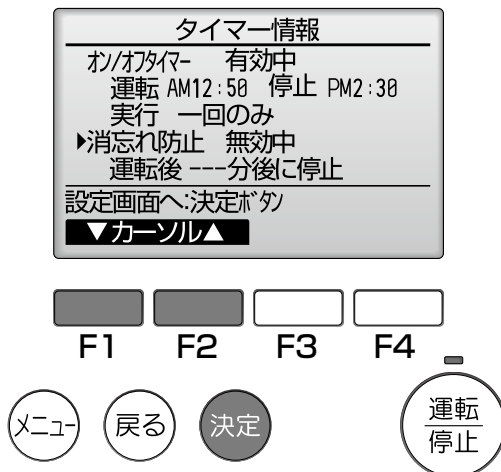 タイマー情報
オン/オフタイマー 有効中
運転 AM12:50 停止 PM2:30
実行 一回のみ
▶消忘れ防止 無効中
運転後 ---分後に停止
設定画面へ:決定ボタン
▼カーソル▲
F1 F2 F3 F4
メニュー 戻る 決定 運転
停止